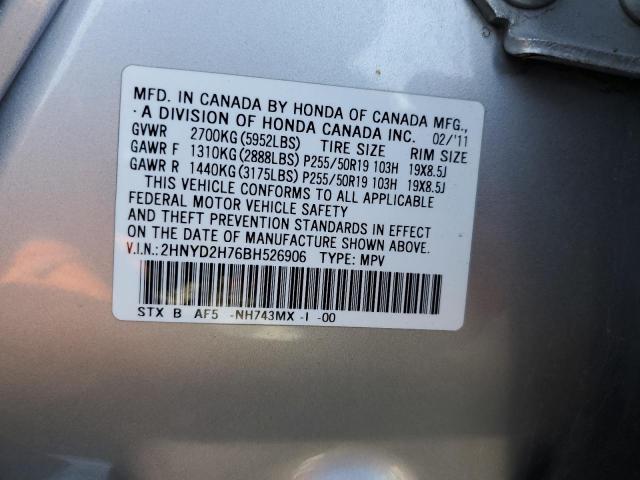 MFD. IN CANADA BY HONDA OF CANADA MFG.,
· A DIVISION OF HONDA CANADA INC. 02/'11
GVWR 2700KG(5952LBS) TIRE SIZE RIM SIZE
GAWR F 1310KG(2888LBS) P255/50R19 103H 19X8.5J
GAWR R 1440KG(3175LBS) P255/50R19 103H 19X8.5J
THIS VEHICLE CONFORMS TO ALL APPLICABLE
FEDERAL MOTOR VEHICLE SAFETY
AND THEFT PREVENTION STANDARDS IN EFFECT
ON THE DATE OF MANUFACTURE SHOWN ABOVE.
V.I.N.: 2HNYD2H76BH526906 TYPE: MPV
STX B AF5 -NH743MX -I -00